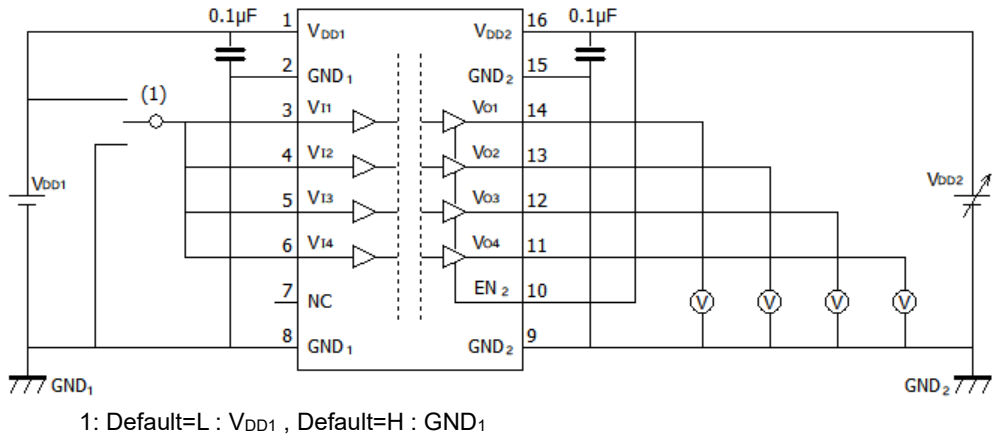 0.1μF 1 16 0.1μF
VDD1 VDD2
2 15
GND1 GND2
(1) 3 VI1 VO1 14
4 VI2 VO2 13
VDD1 VDD2
5 VI3 VO3 12
6 VI4 VO4 11
7 NC EN2 10
V V V V
8 GND1 GND2 9
GND1 GND2
1: Default=L : VDD1 , Default=H : GND1